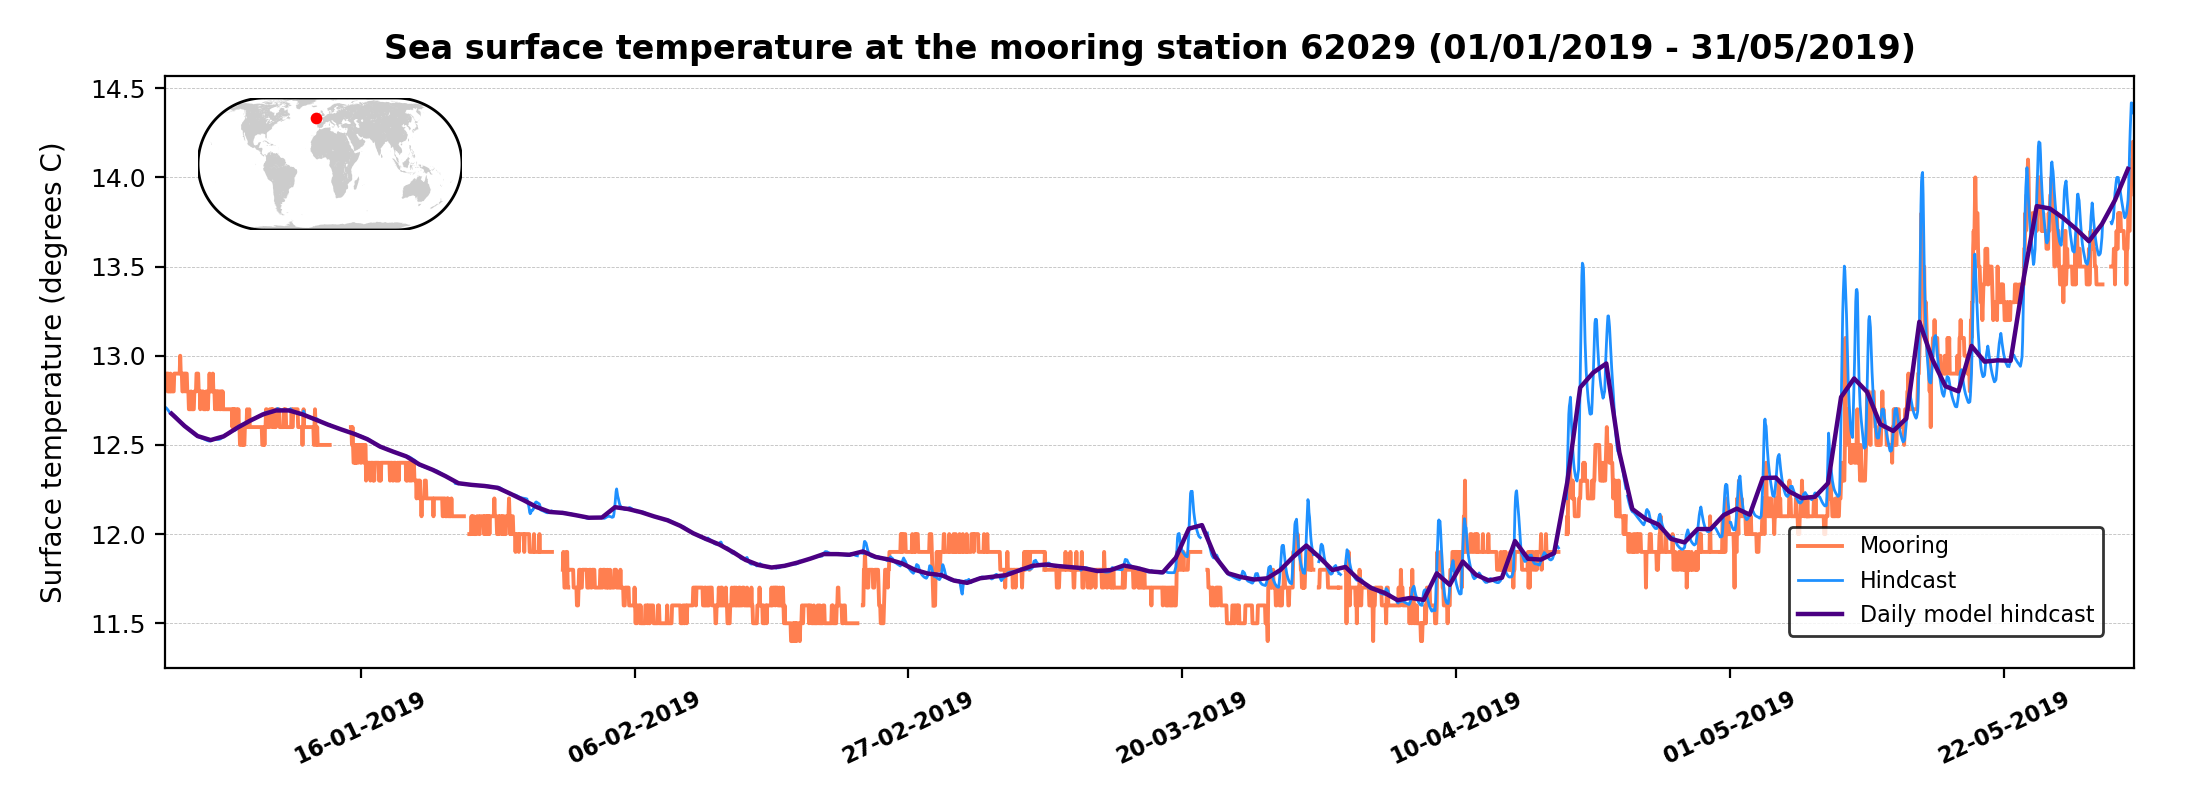 Sea surface temperature at the mooring station 62029 (01/01/2019 - 31/05/2019)
Surface temperature (degrees C)
14.5
14.0
13.5
13.0
12.5
12.0
11.5
Mooring
Hindcast
Daily model hindcast
16-01-2019
06-02-2019
27-02-2019
20-03-2019
10-04-2019
01-05-2019
22-05-2019